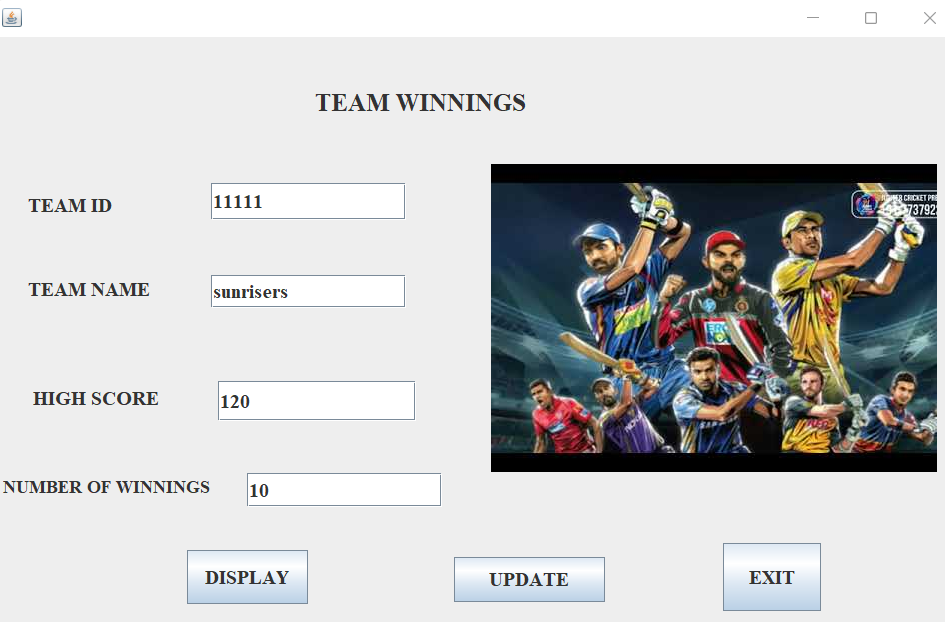 TEAM WINNINGS
TEAM ID
11111
TEAM NAME
sunrisers
HIGH SCORE
120
NUMBER OF WINNINGS
10
DISPLAY
UPDATE
EXIT